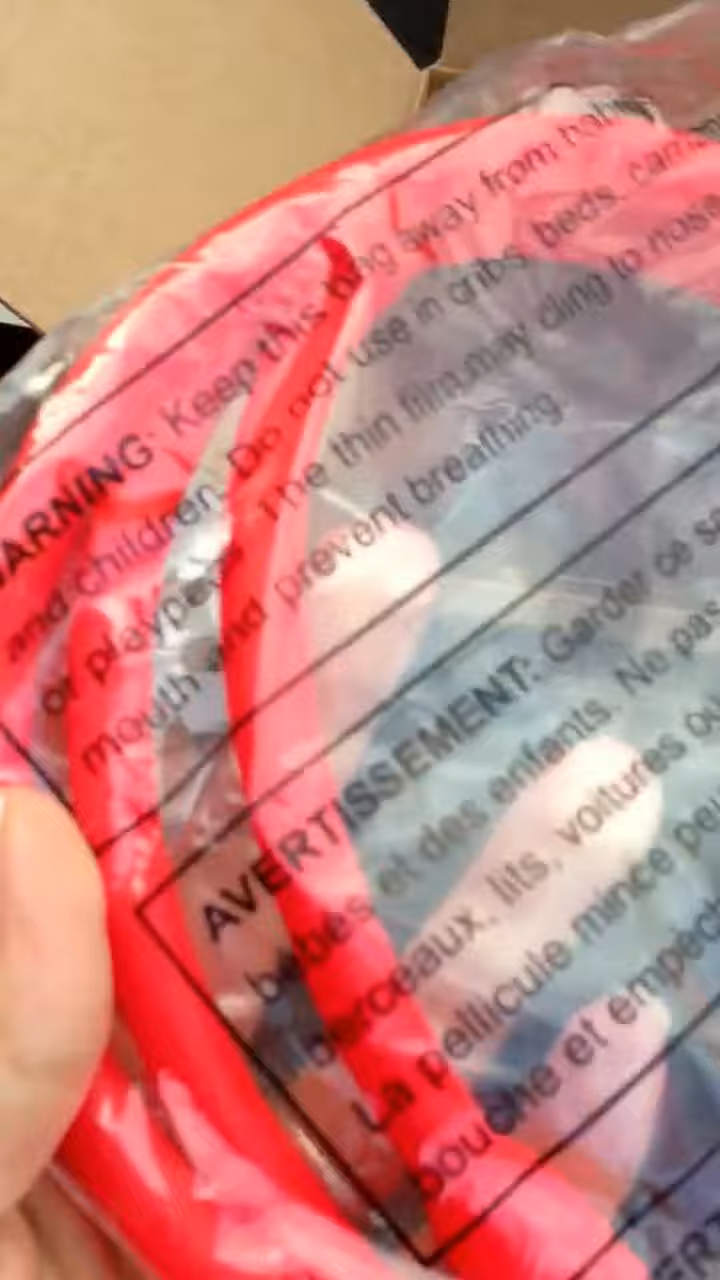 WARNING: Keep this bag away from babies
and children. Do not use in cribs, beds, carriages
or playpens. The thin film may cling to nose
mouth and prevent breathing.
AVERTISSEMENT: Garder ce
bébés et des enfants. Ne pas
berceaux, lits, voitures ou
La pellicule mince
bouche et